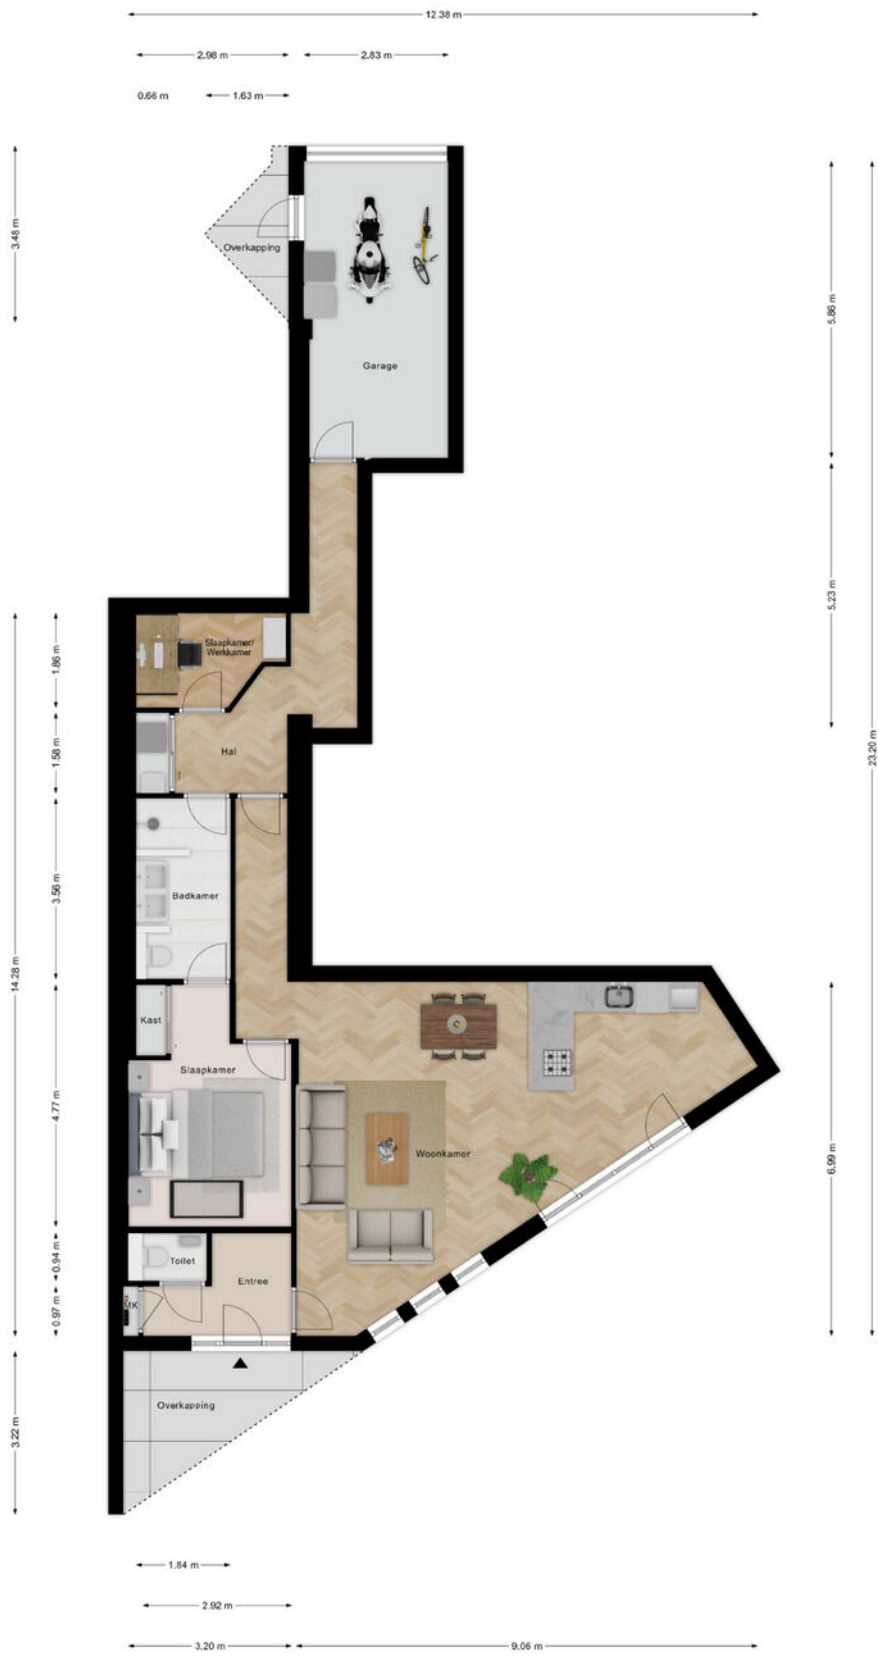 12.38 m
2.98 m
2.83 m
0.66 m
1.63 m
3.48 m
Overkapping
5.86 m
Garage
5.23 m
1.86 m
Slaapkamer/
Werkkamer
1.58 m
Hal
23.20 m
3.56 m
Badkamer
14.28 m
Kast
Slaapkamer
4.77 m
Woonkamer
6.99 m
0.94 m
Toilet
Entree
0.97 m
MK
Overkapping
3.22 m
1.84 m
2.92 m
3.20 m
9.06 m